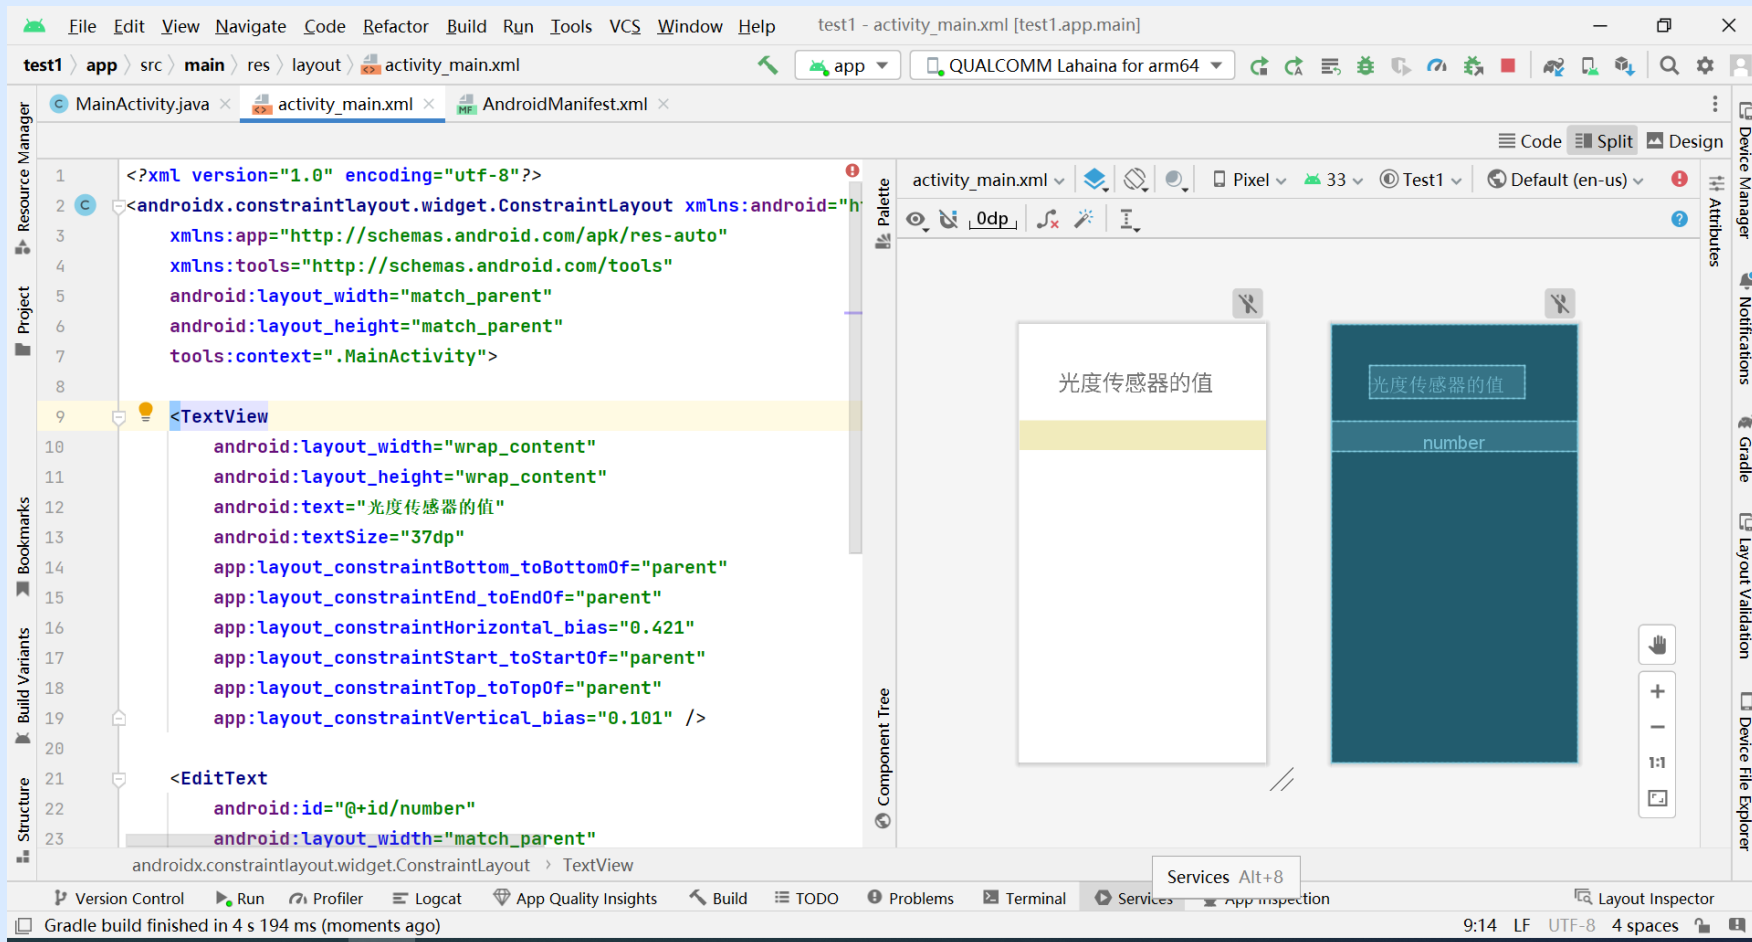 File Edit View Navigate Code Refactor Build Run Tools VCS Window Help test1 - activity_main.xml [test1.app.main]
test1 app src main res layout activity_main.xml app QUALCOMM Lahaina for arm64
MainActivity.java activity_main.xml AndroidManifest.xml
Code Split Design
activity_main.xml Pixel 33 Test1 Default (en-us)
0dp
1 <?xml version="1.0" encoding="utf-8"?>
2 <androidx.constraintlayout.widget.ConstraintLayout xmlns:android="h
3 xmlns:app="http://schemas.android.com/apk/res-auto"
4 xmlns:tools="http://schemas.android.com/tools"
5 android:layout_width="match_parent"
6 android:layout_height="match_parent"
7 tools:context=".MainActivity">
8
9 <TextView
10 android:layout_width="wrap_content"
11 android:layout_height="wrap_content"
12 android:text="光度传感器的值"
13 android:textSize="37dp"
14 app:layout_constraintBottom_toBottomOf="parent"
15 app:layout_constraintEnd_toEndOf="parent"
16 app:layout_constraintHorizontal_bias="0.421"
17 app:layout_constraintStart_toStartOf="parent"
18 app:layout_constraintTop_toTopOf="parent"
19 app:layout_constraintVertical_bias="0.101" />
20
21 <EditText
22 android:id="@+id/number"
23 android:layout_width="match_parent"
光度传感器的值
光度传感器的值
number
1:1
Resource Manager
Project
Bookmarks
Build Variants
Structure
Palette
Component Tree
Attributes
Device Manager
Notifications
Gradle
Layout Validation
Device File Explorer
androidx.constraintlayout.widget.ConstraintLayout TextView
Services Alt+8
Version Control Run Profiler Logcat App Quality Insights Build TODO Problems Terminal Services App Inspection Layout Inspector
Gradle build finished in 4 s 194 ms (moments ago) 9:14 LF UTF-8 4 spaces